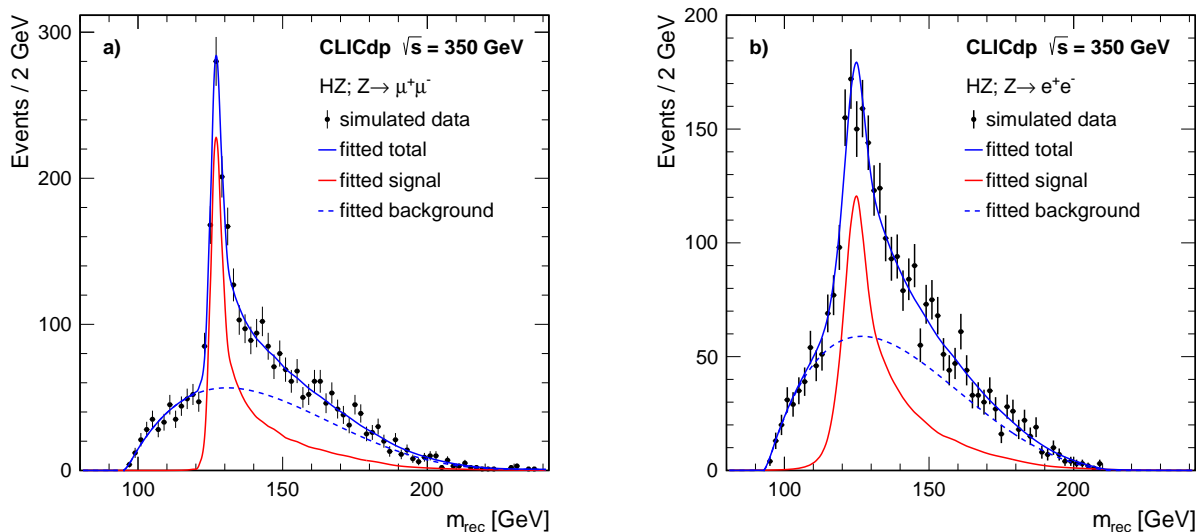 a)
CLICdp √s = 350 GeV
HZ; Z→ μ⁺μ⁻
simulated data
fitted total
fitted signal
fitted background
Events / 2 GeV
300
200
100
0
100 150 200
m_rec [GeV]
b)
CLICdp √s = 350 GeV
HZ; Z→ e⁺e⁻
simulated data
fitted total
fitted signal
fitted background
Events / 2 GeV
200
150
100
50
0
100 150 200
m_rec [GeV]